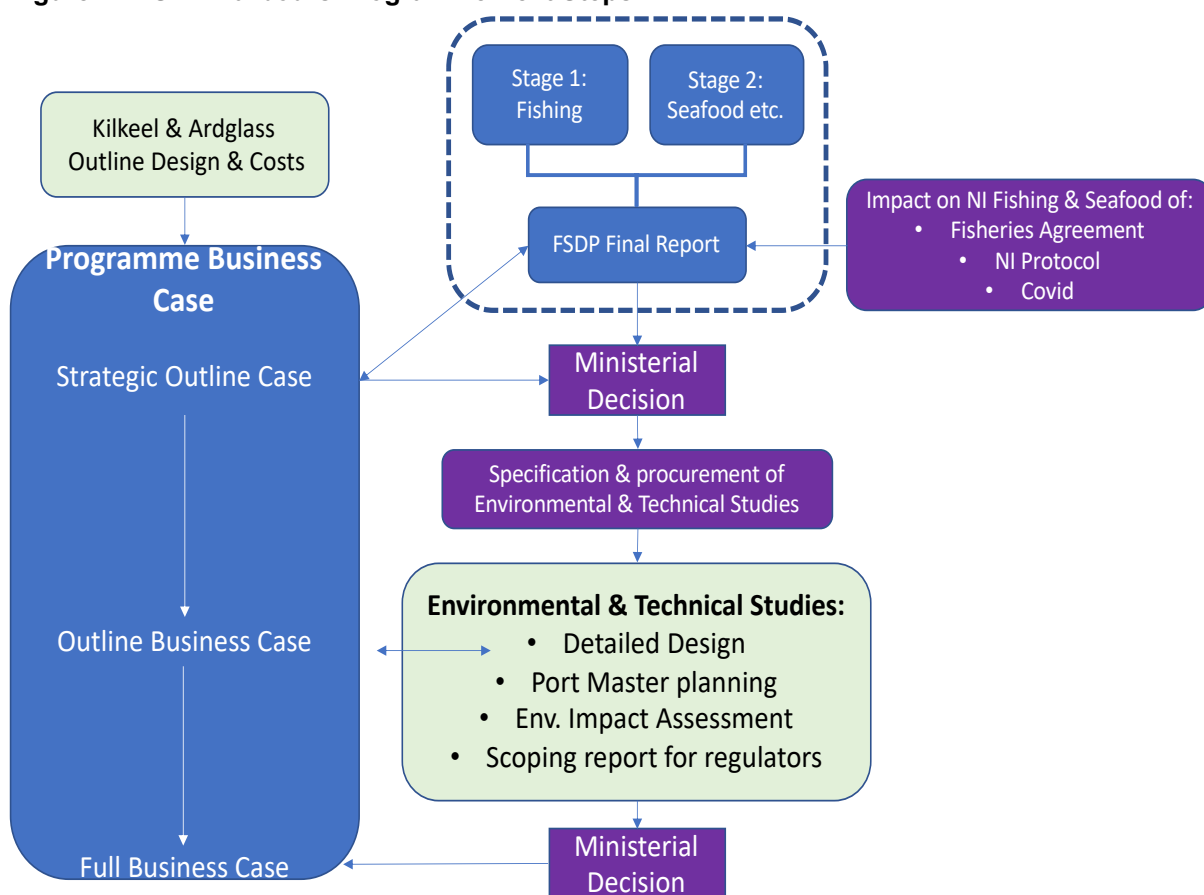 Stage 1:
Fishing
Stage 2:
Seafood etc.
Kilkeel & Ardglass
Outline Design & Costs
FSDP Final Report
Impact on NI Fishing & Seafood of:
• Fisheries Agreement
• NI Protocol
• Covid
Programme Business
Case
Strategic Outline Case
Ministerial
Decision
Specification & procurement of
Environmental & Technical Studies
Environmental & Technical Studies:
• Detailed Design
• Port Master planning
• Env. Impact Assessment
• Scoping report for regulators
Outline Business Case
Full Business Case
Ministerial
Decision